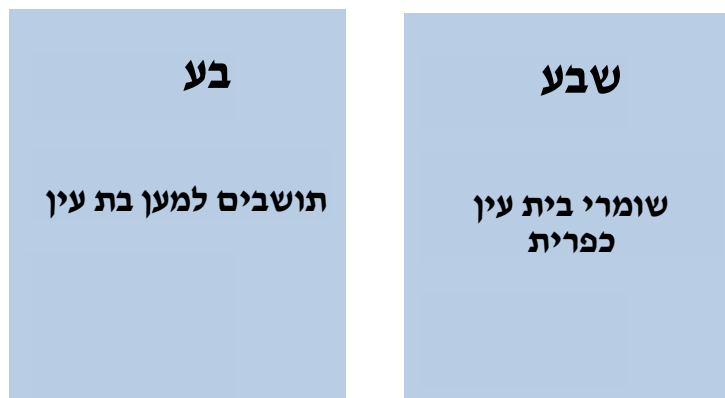 שבע
שומרי בית עין
כפרית
בע
תושבים למען בת עין